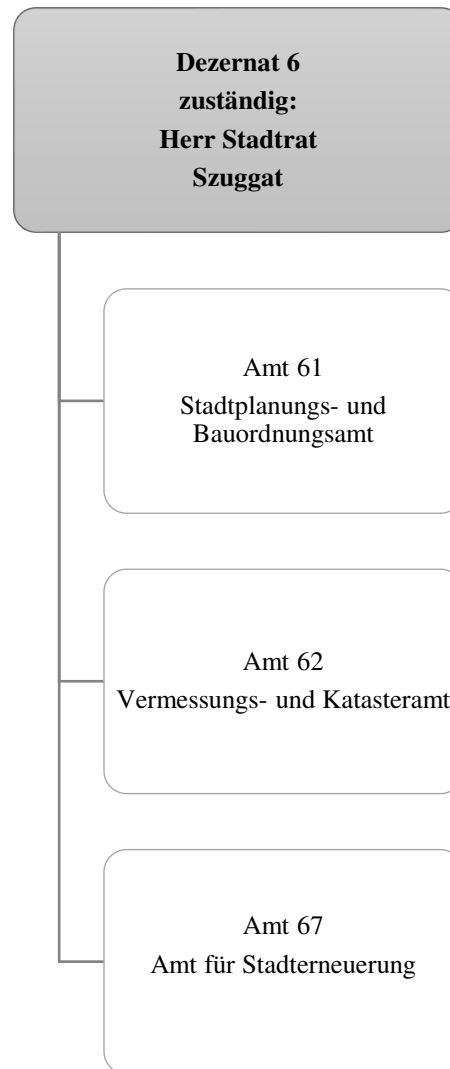 Dezernat 6
zuständig:
Herr Stadtrat
Szuggat
Amt 61
Stadtplanungs- und
Bauordnungsamt
Amt 62
Vermessungs- und Katasteramt
Amt 67
Amt für Stadterneuerung